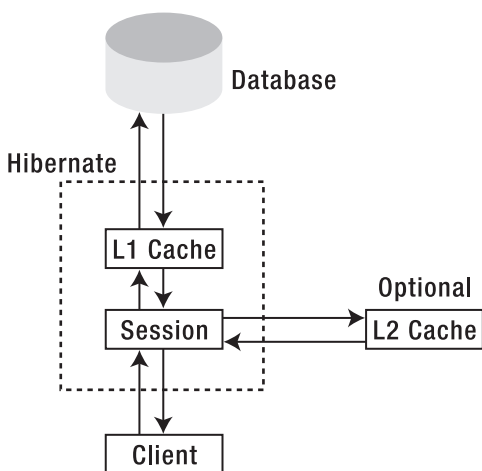 Database
Hibernate
L1 Cache
Optional
Session
L2 Cache
Client